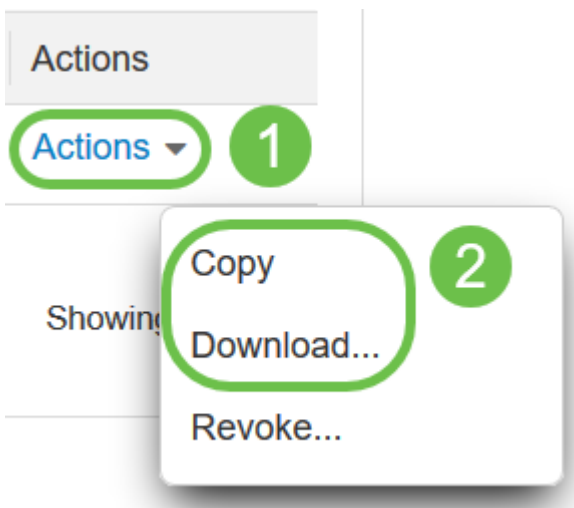 Actions
Actions
1
Copy
2
Showing
Download...
Revoke...